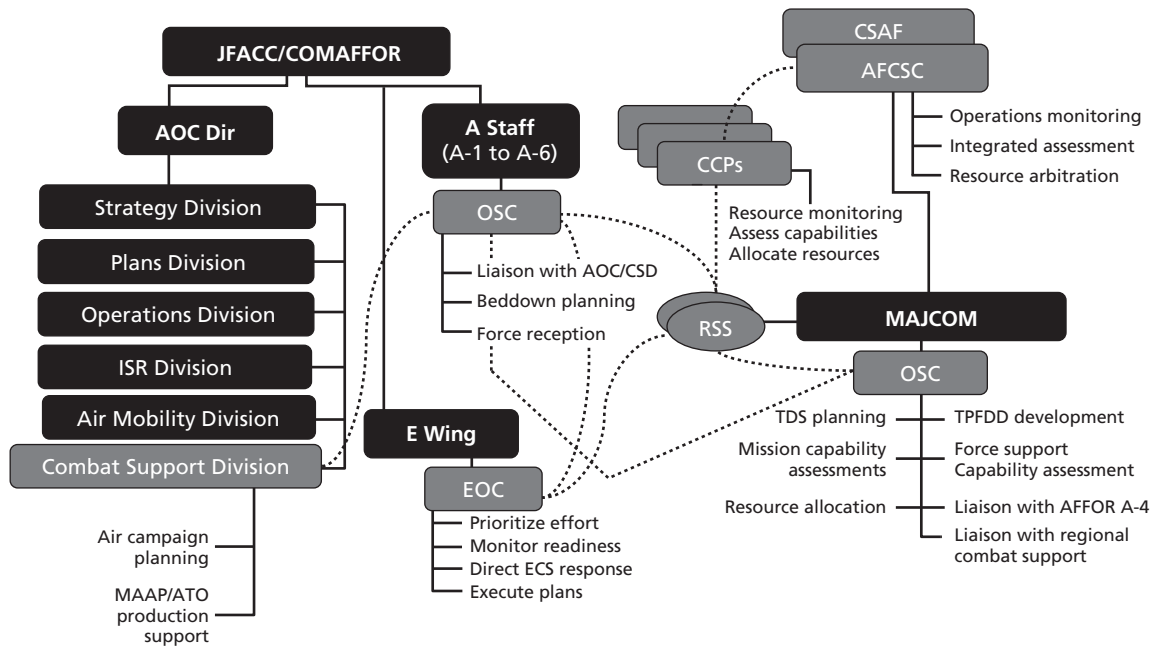 JFACC/COMAFFOR
AOC Dir
Strategy Division
Plans Division
Operations Division
ISR Division
Air Mobility Division
Combat Support Division
Air campaign
planning
MAAP/ATO
production
support
A Staff
(A-1 to A-6)
OSC
Liaison with AOC/CSD
Beddown planning
Force reception
E Wing
EOC
Prioritize effort
Monitor readiness
Direct ECS response
Execute plans
CSAF
AFCSC
Operations monitoring
Integrated assessment
Resource arbitration
CCPs
Resource monitoring
Assess capabilities
Allocate resources
RSS
MAJCOM
OSC
TDS planning
Mission capability
assessments
Resource allocation
TPFDD development
Force support
Capability assessment
Liaison with AFFOR A-4
Liaison with regional
combat support